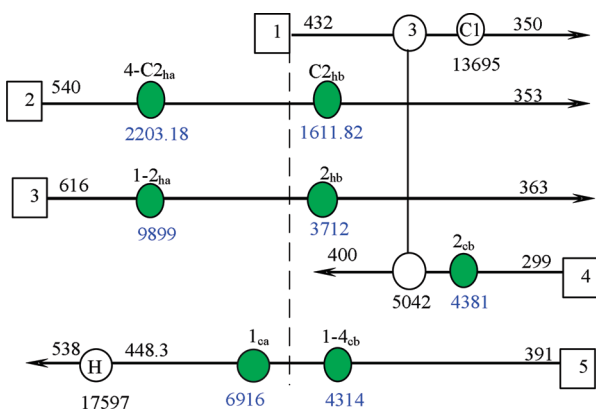 1 432 3 C1 350
13695
2 540 4-C2ha C2hb 353
2203.18 1611.82
3 616 1-2ha 2hb 363
9899 3712
400 2cb 299 4
5042 4381
538 H 448.3 1ca 1-4cb 391 5
17597 6916 4314